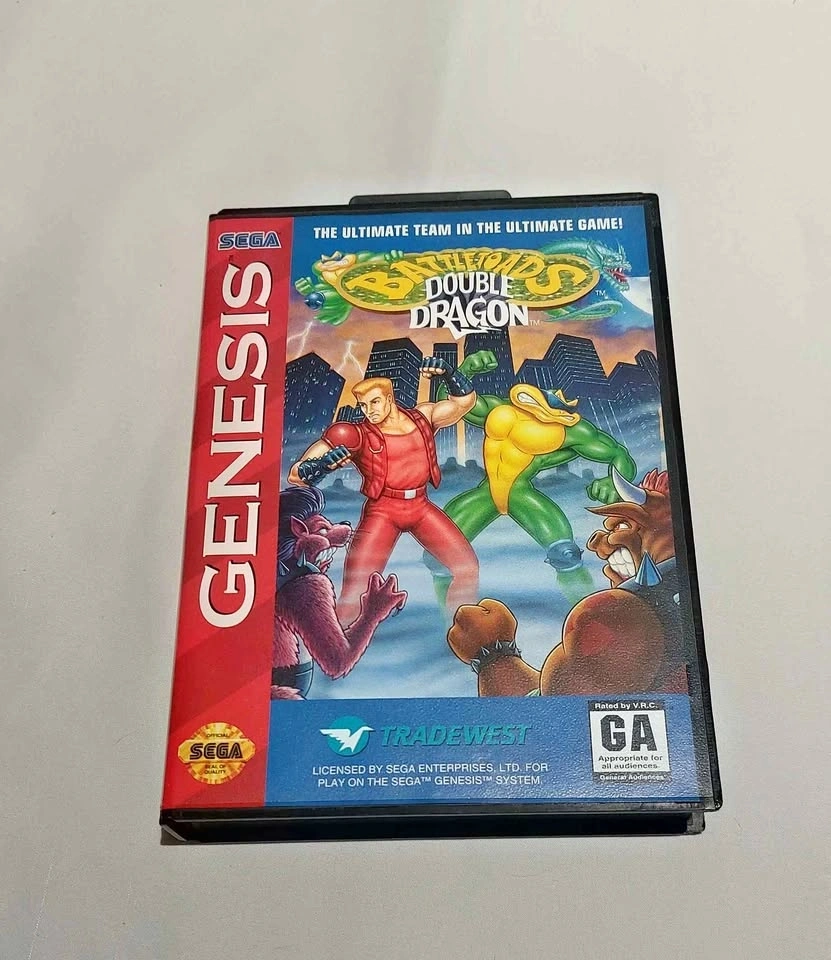 SEGA
GENESIS
THE ULTIMATE TEAM IN THE ULTIMATE GAME!
BATTLETOADS
DOUBLE
DRAGON™
TM
OFFICIAL
SEGA
SEAL OF
QUALITY
TRADEWEST
LICENSED BY SEGA ENTERPRISES, LTD. FOR
PLAY ON THE SEGA™ GENESIS™ SYSTEM.
Rated by V.R.C.
GA
Appropriate for
all audiences.
General Audiences